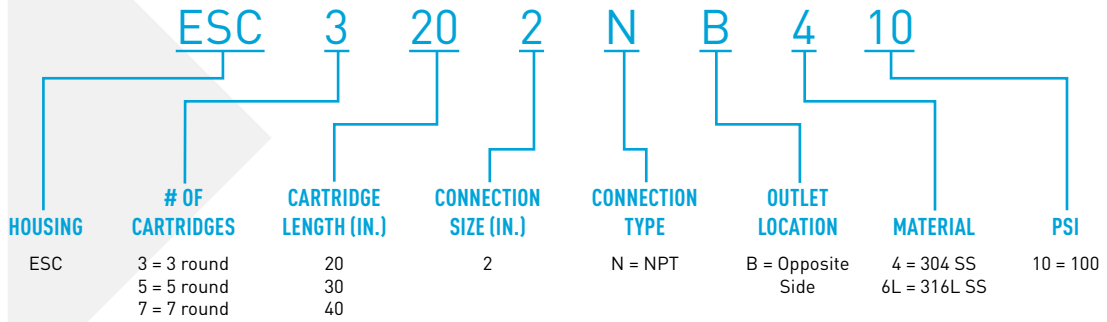 ESC 3 20 2 N B 4 10
HOUSING
ESC
# OF
CARTRIDGES
3 = 3 round
5 = 5 round
7 = 7 round
CARTRIDGE
LENGTH (IN.)
20
30
40
CONNECTION
SIZE (IN.)
2
CONNECTION
TYPE
N = NPT
OUTLET
LOCATION
B = Opposite
Side
MATERIAL
4 = 304 SS
6L = 316L SS
PSI
10 = 100